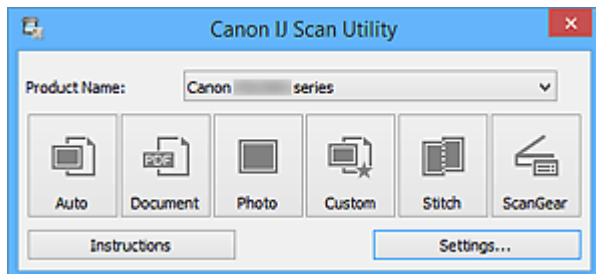 Canon IJ Scan Utility
Product Name: Canon series
PDF
Auto Document Photo Custom Stitch ScanGear
Instructions Settings...